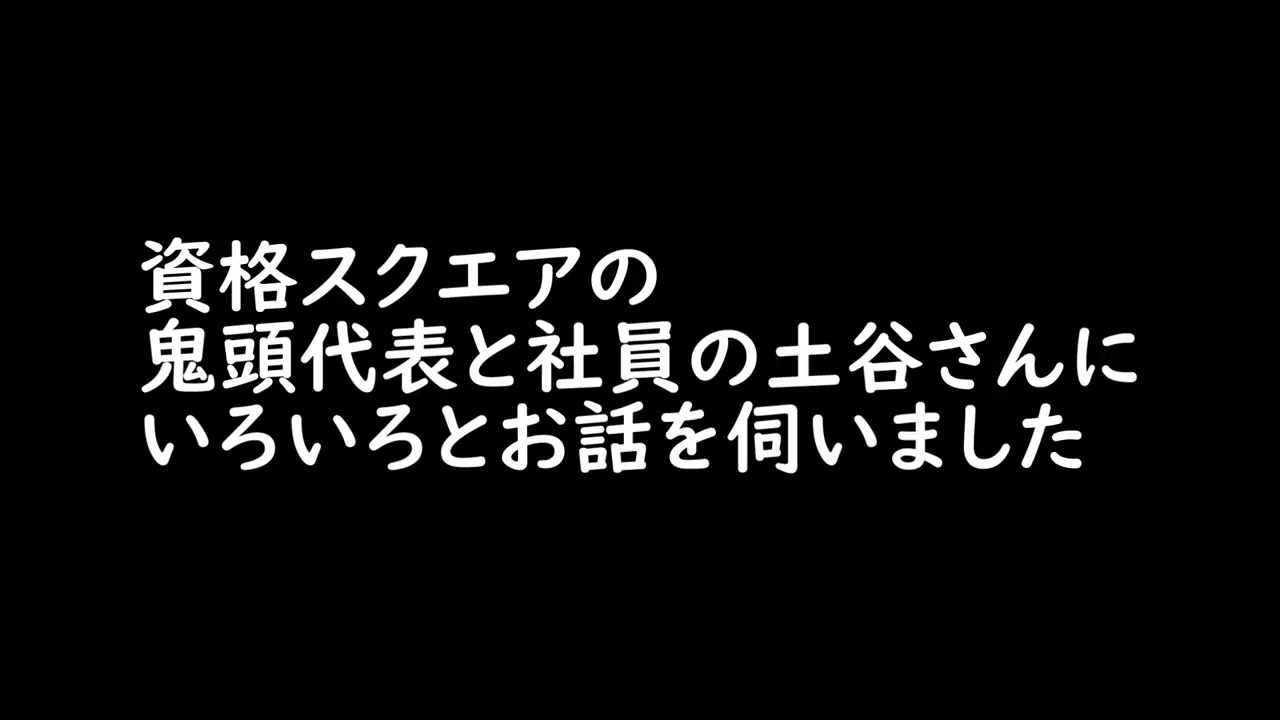 資格スクエアの
鬼頭代表と社員の土谷さんに
いろいろとお話を伺いました